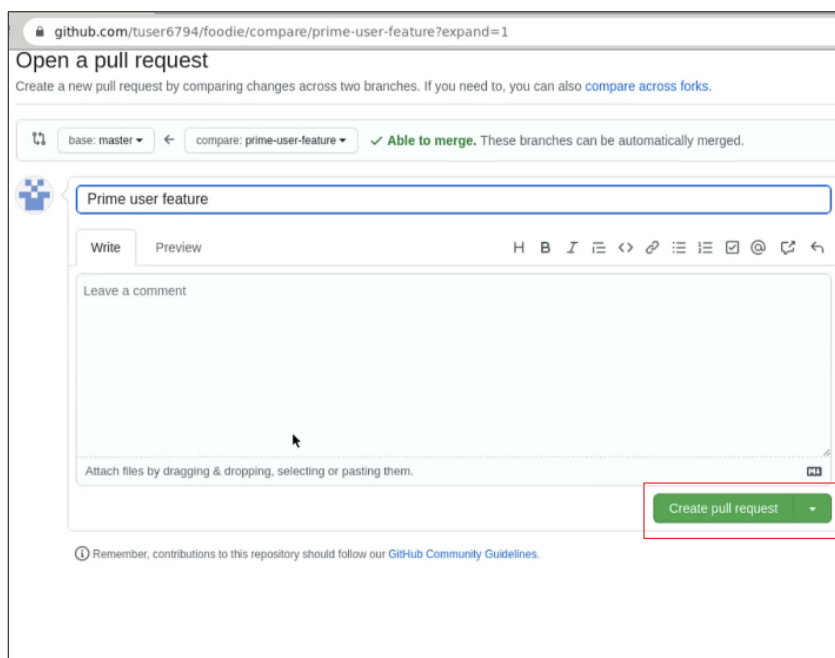 github.com/tuser6794/foodie/compare/prime-user-feature?expand=1
Open a pull request
Create a new pull request by comparing changes across two branches. If you need to, you can also compare across forks.
base: master ← compare: prime-user-feature ✓ Able to merge. These branches can be automatically merged.
Prime user feature
Write Preview H B I <> @
Leave a comment
Attach files by dragging & dropping, selecting or pasting them.
Create pull request
Remember, contributions to this repository should follow our GitHub Community Guidelines.